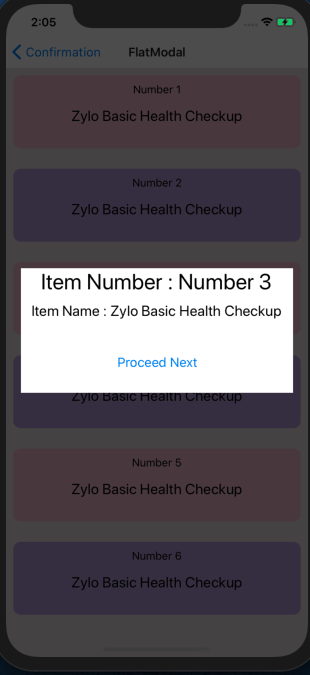 2:05
Confirmation FlatModal
Number 1
Zylo Basic Health Checkup
Number 2
Zylo Basic Health Checkup
Item Number : Number 3
Item Name : Zylo Basic Health Checkup
Proceed Next
Zylo Basic Health Checkup
Number 5
Zylo Basic Health Checkup
Number 6
Zylo Basic Health Checkup